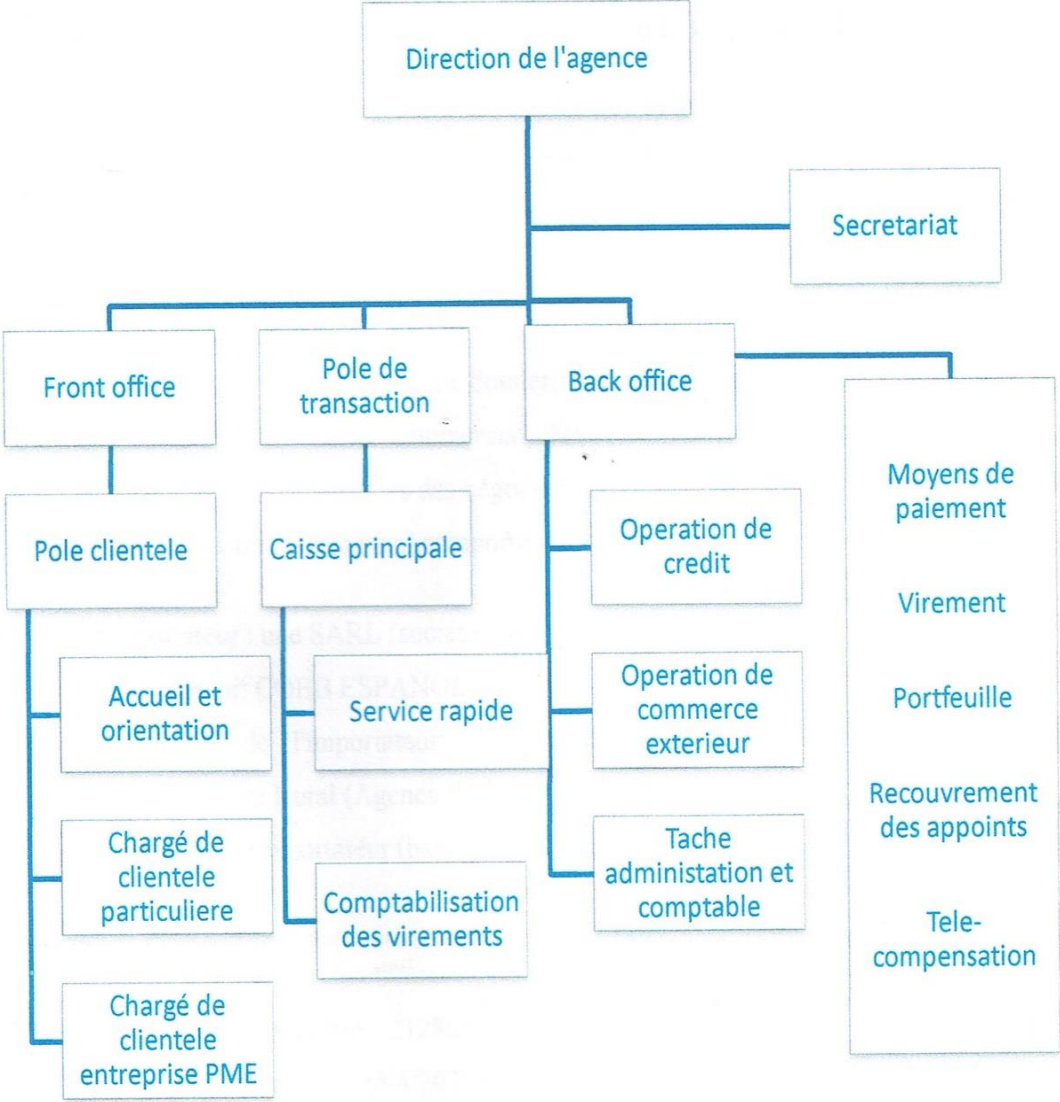 Direction de l'agence
Secretariat
Front office
Pole de
transaction
Back office
Pole clientele
Caisse principale
Accueil et
orientation
Chargé de
clientele
particuliere
Chargé de
clientele
entreprise PME
Service rapide
Comptabilisation
des virements
Operation de
credit
Operation de
commerce
exterieur
Tache
administation et
comptable
Moyens de
paiement
Virement
Portfeuille
Recouvrement
des appoints
Tele-
compensation